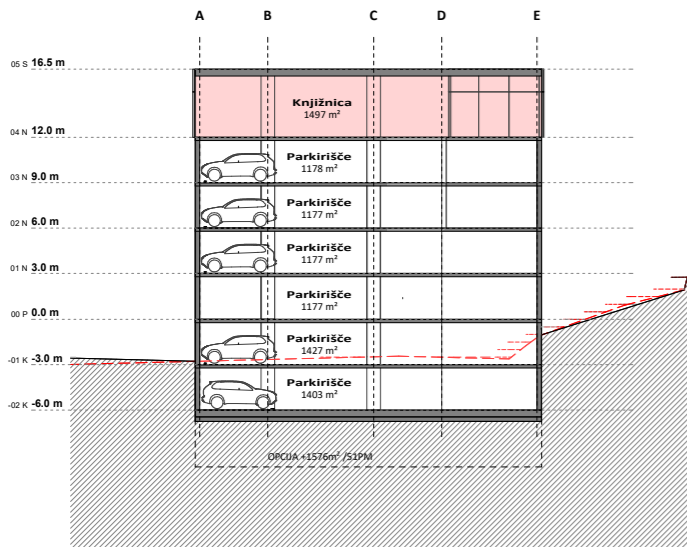 A B C D E
05 S 16.5 m
Knjižnica
1497 m²
04 N 12.0 m
Parkirišče
1178 m²
03 N 9.0 m
Parkirišče
1177 m²
02 N 6.0 m
Parkirišče
1177 m²
01 N 3.0 m
Parkirišče
1177 m²
00 P 0.0 m
Parkirišče
1427 m²
-01 K -3.0 m
Parkirišče
1403 m²
-02 K -6.0 m
OPCIJA +1576m² /51PM